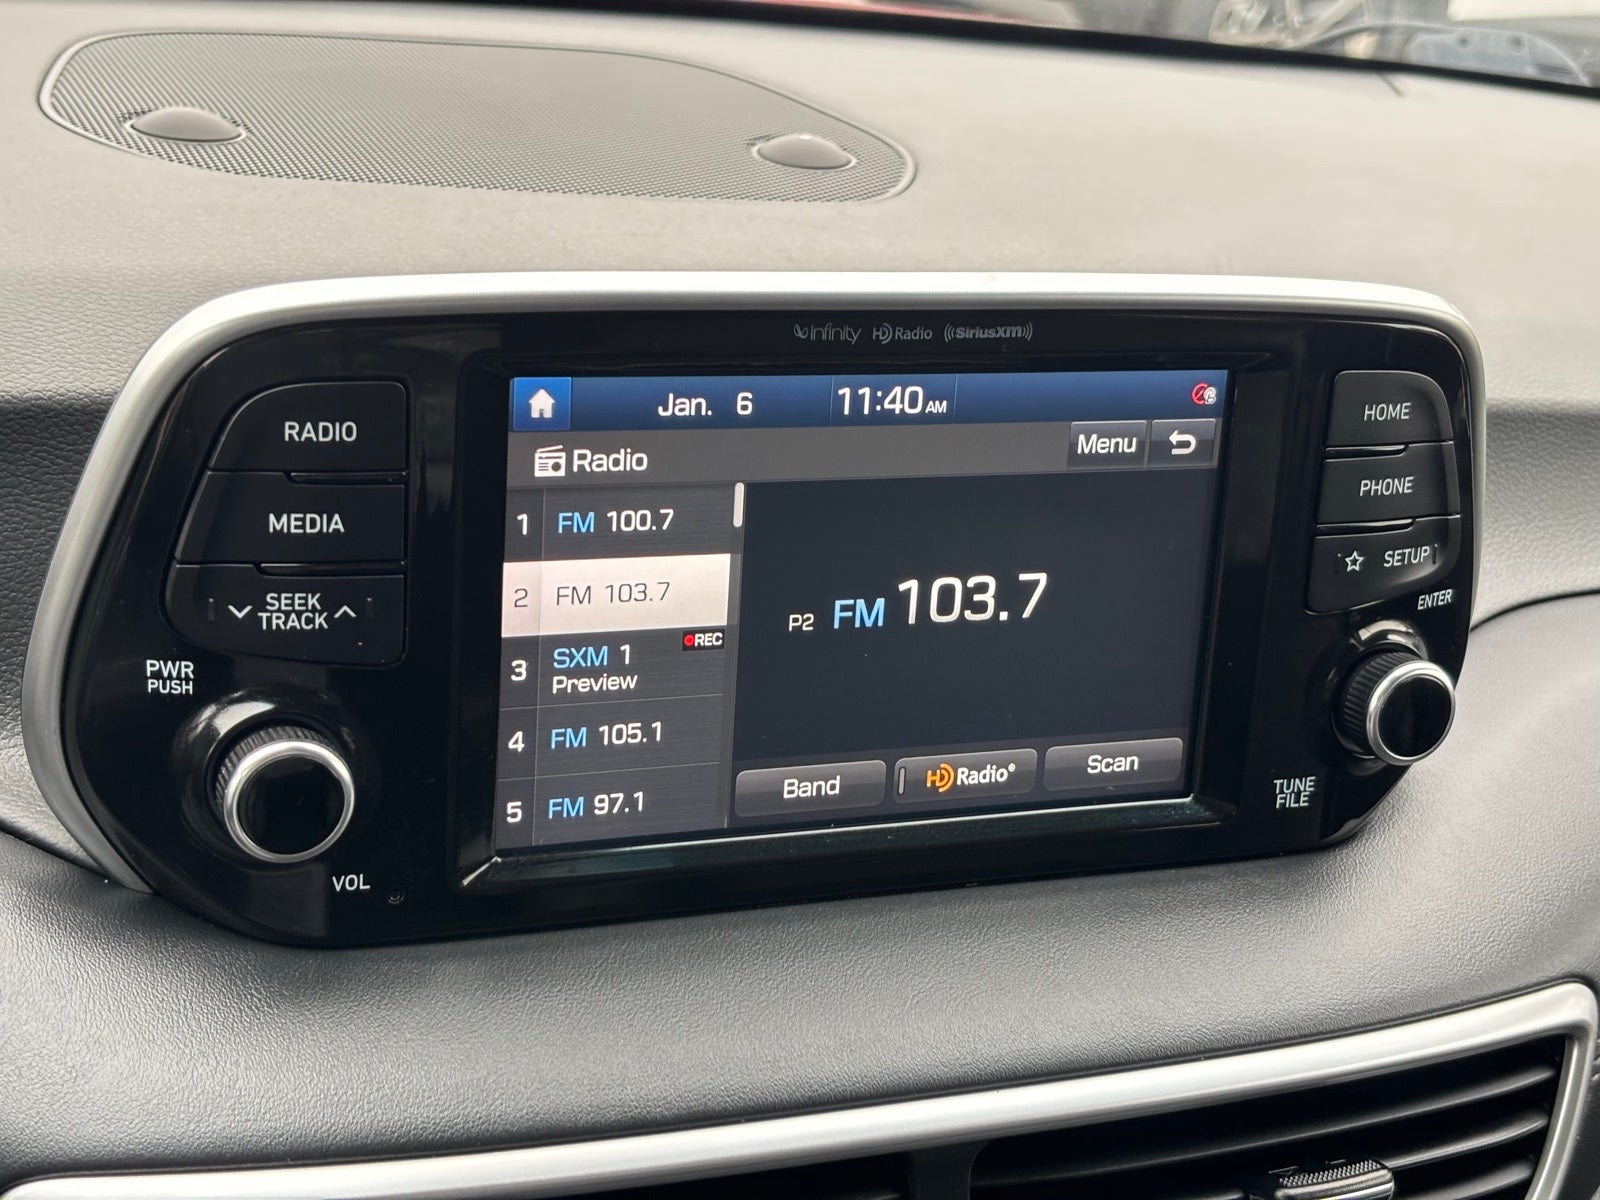 infinity HD Radio ((SiriusXM))
Jan. 6 11:40 AM
Radio Menu
1 FM 100.7
2 FM 103.7
REC
3 SXM 1
Preview
4 FM 105.1
5 FM 97.1
P2 FM 103.7
Band HD Radio® Scan
RADIO
MEDIA
SEEK
TRACK
PWR
PUSH
VOL
HOME
PHONE
SETUP
ENTER
TUNE
FILE